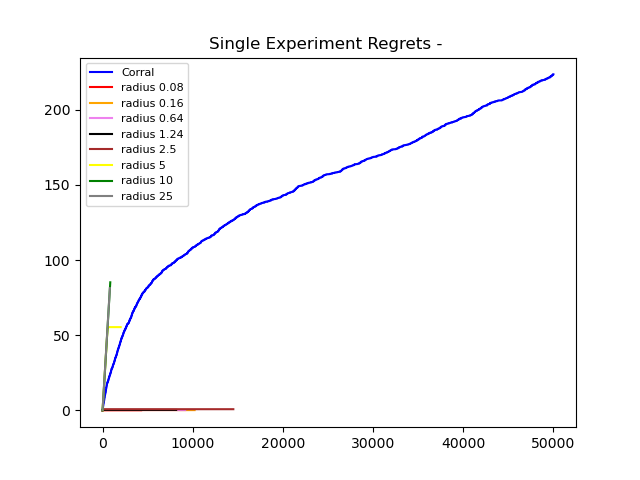 Single Experiment Regrets -
Corral
radius 0.08
radius 0.16
radius 0.64
radius 1.24
radius 2.5
radius 5
radius 10
radius 25
200
150
100
50
0
0 10000 20000 30000 40000 50000